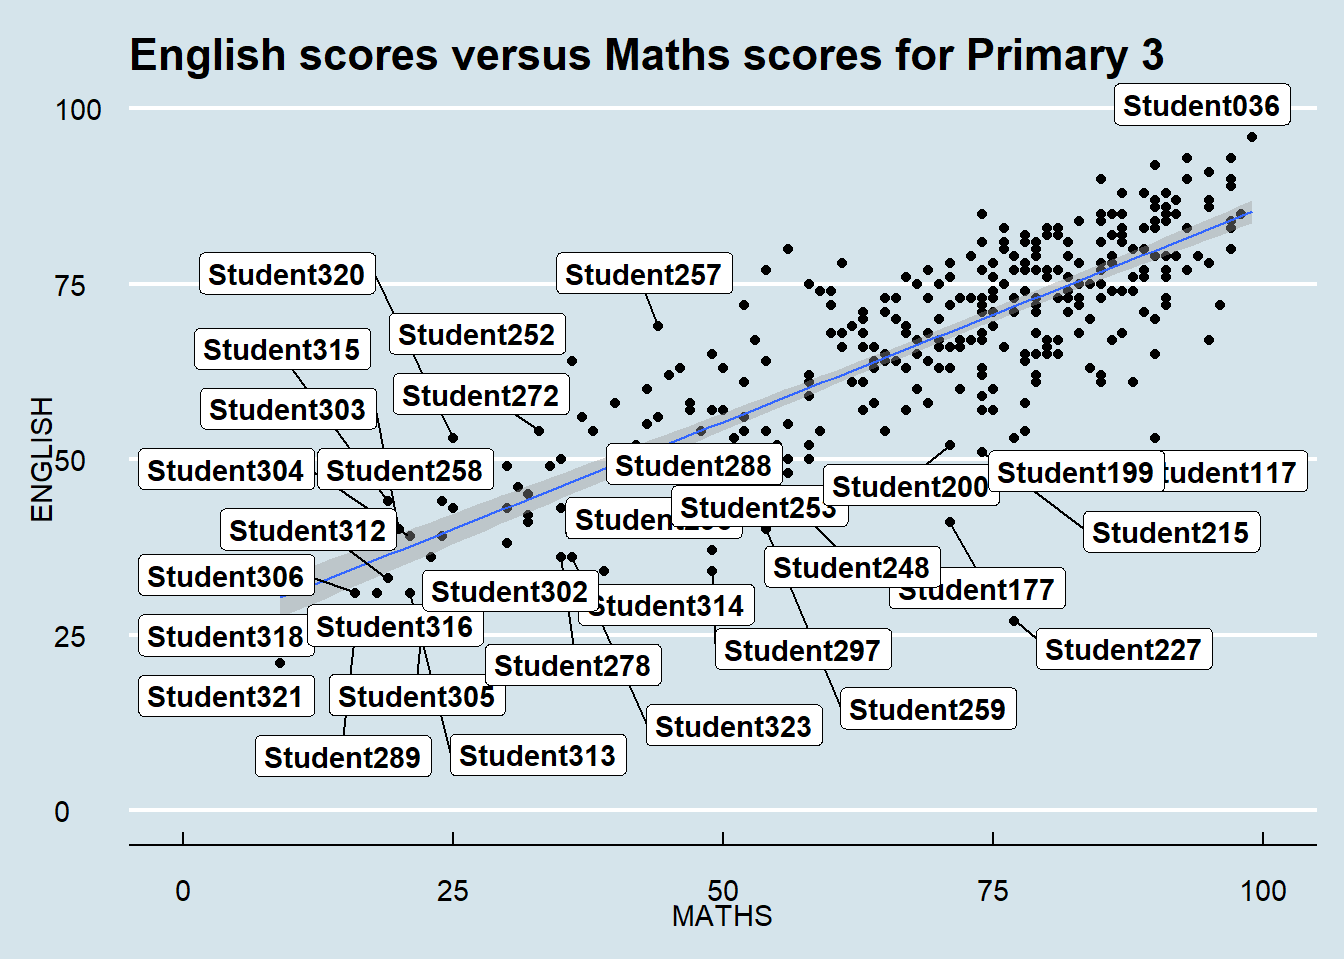 English scores versus Maths scores for Primary 3
100
Student036
Student320
Student257
75
Student252
Student315
Student272
Student303
ENGLISH
50
Student304
Student258
Student288
Student199
Student200
Student253
Student312
Student215
Student306
Student248
Student302
Student177
Student314
Student316
25
Student318
Student297
Student227
Student278
Student321
Student305
Student259
Student323
Student289
Student313
0
0
25
50
75
100
MATHS